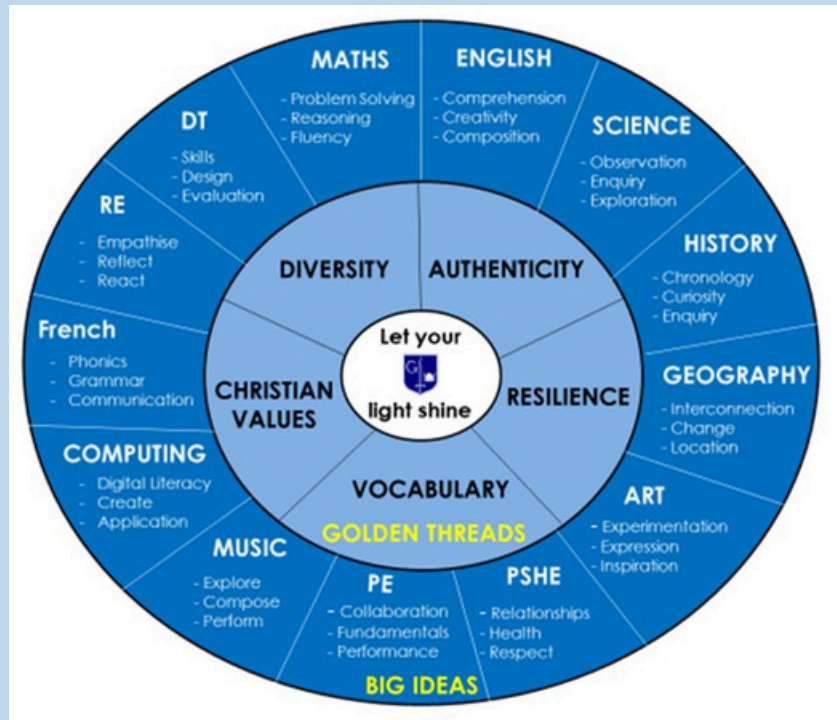 MATHS
- Problem Solving
- Reasoning
- Fluency
ENGLISH
- Comprehension
- Creativity
- Composition
SCIENCE
- Observation
- Enquiry
- Exploration
HISTORY
- Chronology
- Curiosity
- Enquiry
GEOGRAPHY
- Interconnection
- Change
- Location
ART
- Experimentation
- Expression
- Inspiration
PSHE
- Relationships
- Health
- Respect
PE
- Collaboration
- Fundamentals
- Performance
BIG IDEAS
MUSIC
- Explore
- Compose
- Perform
COMPUTING
- Digital Literacy
- Create
- Application
French
- Phonics
- Grammar
- Communication
RE
- Empathise
- Reflect
- React
DT
- Skills
- Design
- Evaluation
DIVERSITY
AUTHENTICITY
RESILIENCE
VOCABULARY
GOLDEN THREADS
CHRISTIAN
VALUES
Let your
G
light shine